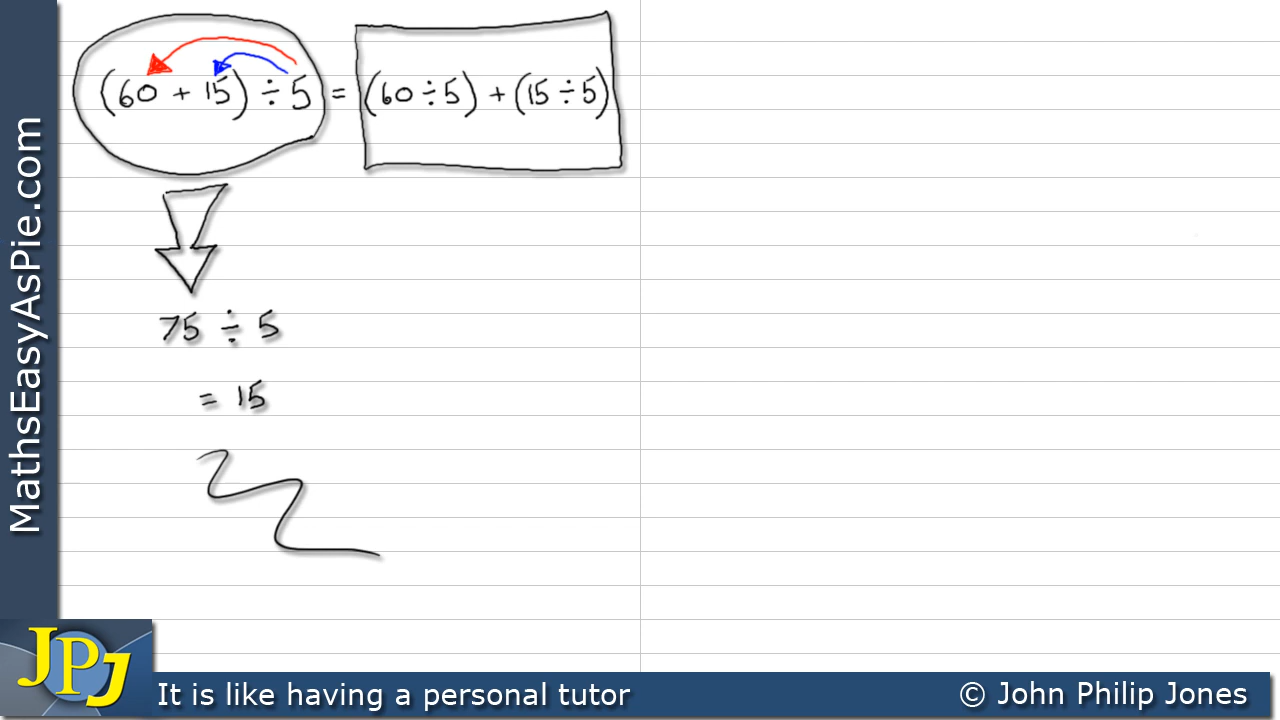 (60 + 15) ÷ 5 = (60 ÷ 5) + (15 ÷ 5)
75 ÷ 5
= 15
MathsEasyAsPie.com
JPJ
It is like having a personal tutor
© John Philip Jones